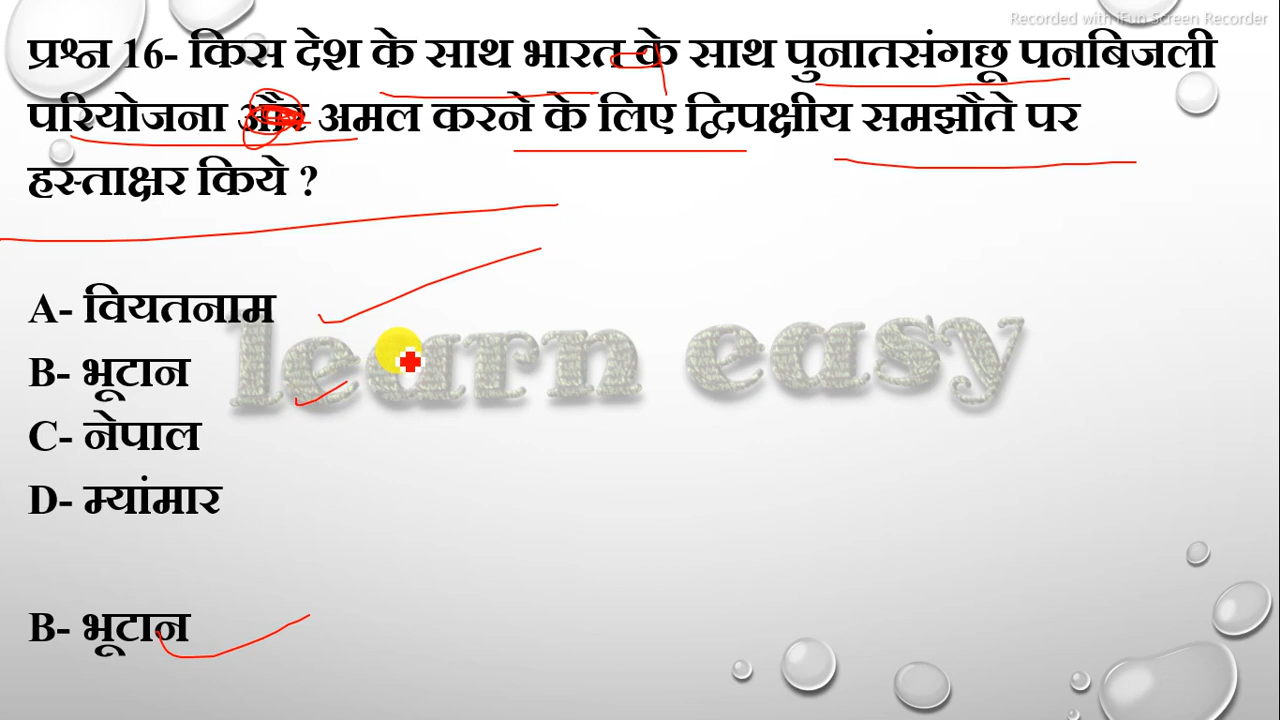 Recorded with iFun Screen Recorder
प्रश्न 16- किस देश के साथ भारत के साथ पुनातसंगछू पनबिजली
परियोजना और अमल करने के लिए द्विपक्षीय समझौते पर
हस्ताक्षर किये ?
A- वियतनाम
learn easy
B- भूटान
C- नेपाल
D- म्यांमार
B- भूटान